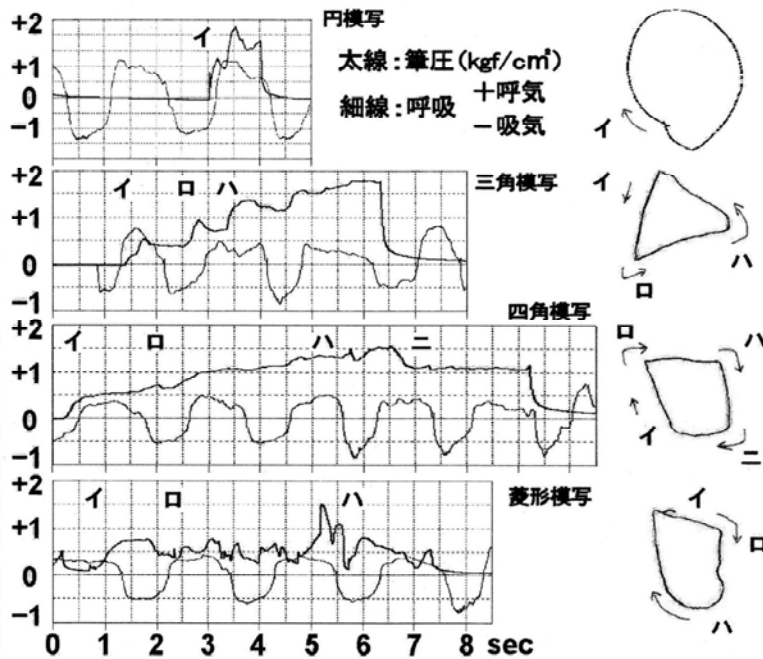 円模写
太線：筆圧(kgf/c㎡)
細線：呼吸 ＋呼気
－吸気
+2
+1
0
−1
イ
イ
三角模写
+2
+1
0
−1
イ ロ ハ
イ
ロ
ハ
四角模写
+2
+1
0
−1
イ ロ ハ ニ
ロ
ハ
イ
ニ
菱形模写
+2
+1
0
−1
イ ロ ハ
イ
ロ
ハ
0 1 2 3 4 5 6 7 8 sec